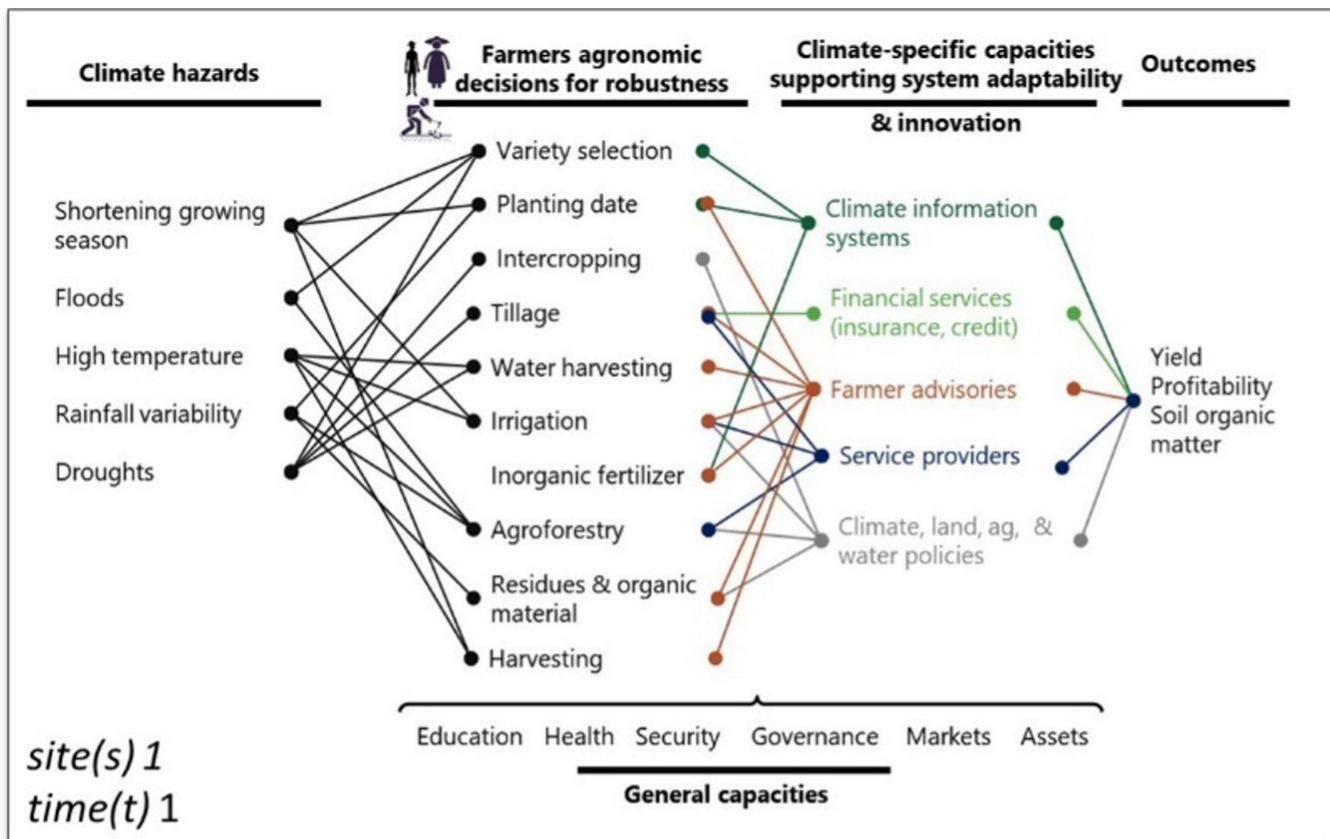 Climate hazards
Farmers agronomic
decisions for robustness
Climate-specific capacities
supporting system adaptability
& innovation
Outcomes
Shortening growing
season
Floods
High temperature
Rainfall variability
Droughts
Variety selection
Planting date
Intercropping
Tillage
Water harvesting
Irrigation
Inorganic fertilizer
Agroforestry
Residues & organic
material
Harvesting
Climate information
systems
Financial services
(insurance, credit)
Farmer advisories
Service providers
Climate, land, ag, &
water policies
Yield
Profitability
Soil organic
matter
Education Health Security Governance Markets Assets
General capacities
site(s) 1
time(t) 1